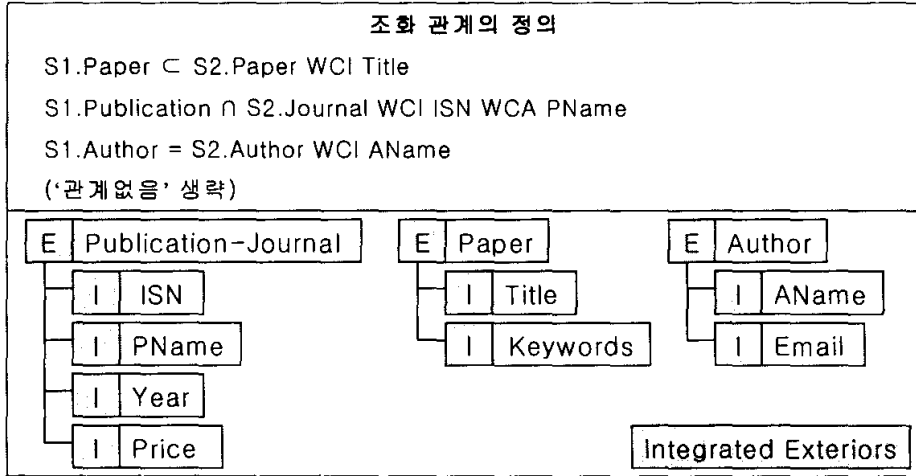 조화 관계의 정의
S1.Paper ⊂ S2.Paper WCI Title
S1.Publication ∩ S2.Journal WCI ISN WCA PName
S1.Author = S2.Author WCI AName
('관계없음' 생략)
E Publication-Journal
I ISN
I PName
I Year
I Price
E Paper
I Title
I Keywords
E Author
I AName
I Email
Integrated Exteriors